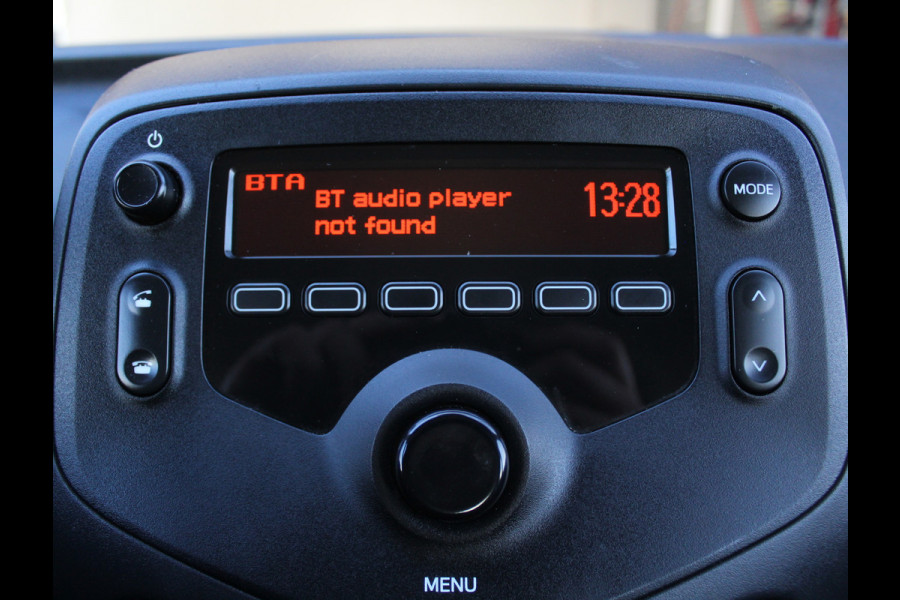 BTA
BT audio player
not found
13:28
MODE
MENU